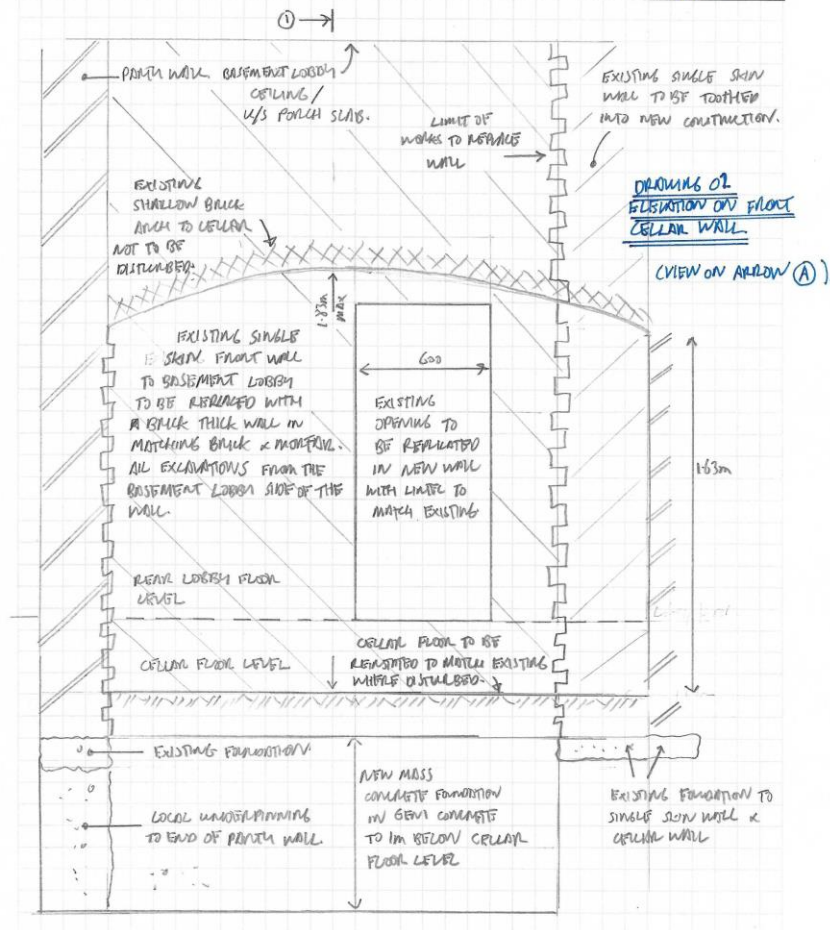 ①
PARTY WALL.
BASEMENT LOBBY
CEILING /
U/S PORCH SLAB.
LIMIT OF
WORKS TO REPLACE
WALL
EXISTING SINGLE SKIN
WALL TO BE TOOTHED
INTO NEW CONSTRUCTION.
DRAWING 02
ELEVATION ON FRONT
CELLAR WALL
(VIEW ON ARROW Ⓐ)
EXISTING
SHALLOW BRICK
ARCH TO CELLAR
NOT TO BE
DISTURBED.
1.83m
max
EXISTING SINGLE
SKIN FRONT WALL
TO BASEMENT LOBBY
TO BE REPLACED WITH
A BRICK THICK WALL IN
MATCHING BRICK & MORTAR.
ALL EXCAVATIONS FROM THE
BASEMENT LOBBY SIDE OF THE
WALL.
600
EXISTING
OPENING TO
BE REPLICATED
IN NEW WALL
WITH LINTEL TO
MATCH EXISTING
1.63m
REAR LOBBY FLOOR
LEVEL
CELLAR FLOOR LEVEL
CELLAR FLOOR TO BE
REINSTATED TO MATCH EXISTING
WHERE DISTURBED.
EXISTING FOUNDATION.
LOCAL UNDERPINNING
TO END OF PARTY WALL.
NEW MASS
CONCRETE FOUNDATION
IN GEN1 CONCRETE
TO 1M BELOW CELLAR
FLOOR LEVEL
EXISTING FOUNDATION TO
SINGLE SKIN WALL &
CELLAR WALL